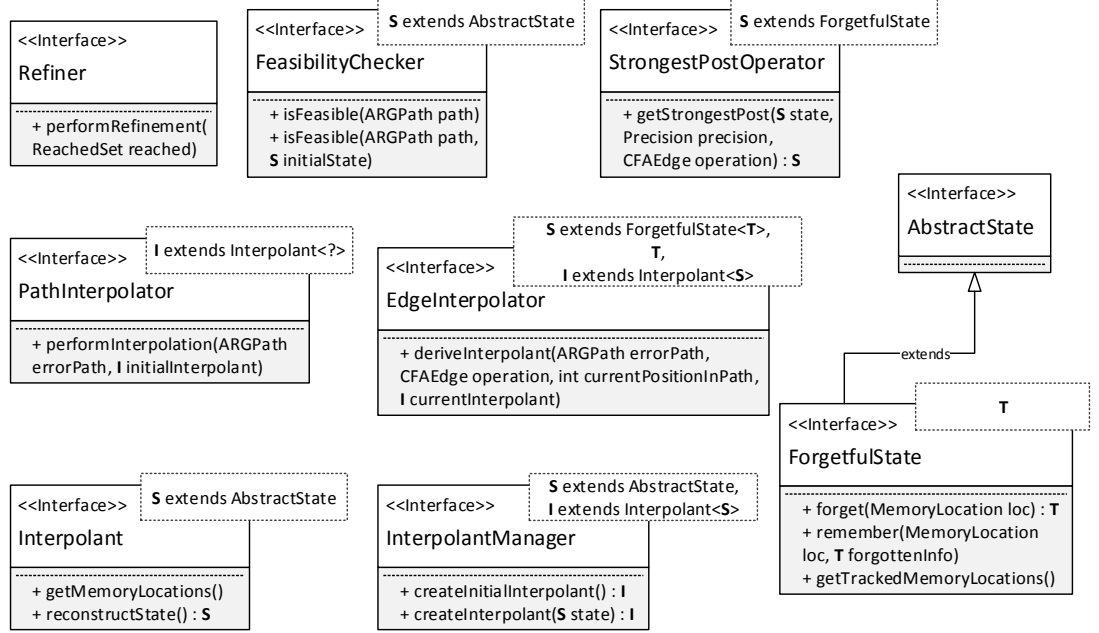 <<Interface>>
Refiner
+ performRefinement(
ReachedSet reached)
S extends AbstractState
<<Interface>>
FeasibilityChecker
+ isFeasible(ARGPath path)
+ isFeasible(ARGPath path,
S initialState)
S extends ForgetfulState
<<Interface>>
StrongestPostOperator
+ getStrongestPost(S state,
Precision precision,
CFAEdge operation) : S
<<Interface>>
AbstractState
I extends Interpolant<?>
<<Interface>>
PathInterpolator
+ performInterpolation(ARGPath
errorPath, I initialInterpolant)
S extends ForgetfulState<T>,
T,
I extends Interpolant<S>
<<Interface>>
EdgeInterpolator
+ deriveInterpolant(ARGPath errorPath,
CFAEdge operation, int currentPositionInPath,
I currentInterpolant)
extends
T
<<Interface>>
ForgetfulState
+ forget(MemoryLocation loc) : T
+ remember(MemoryLocation
loc, T forgottenInfo)
+ getTrackedMemoryLocations()
S extends AbstractState
<<Interface>>
Interpolant
+ getMemoryLocations()
+ reconstructState() : S
S extends AbstractState,
I extends Interpolant<S>
<<Interface>>
InterpolantManager
+ createInitialInterpolant() : I
+ createInterpolant(S state) : I